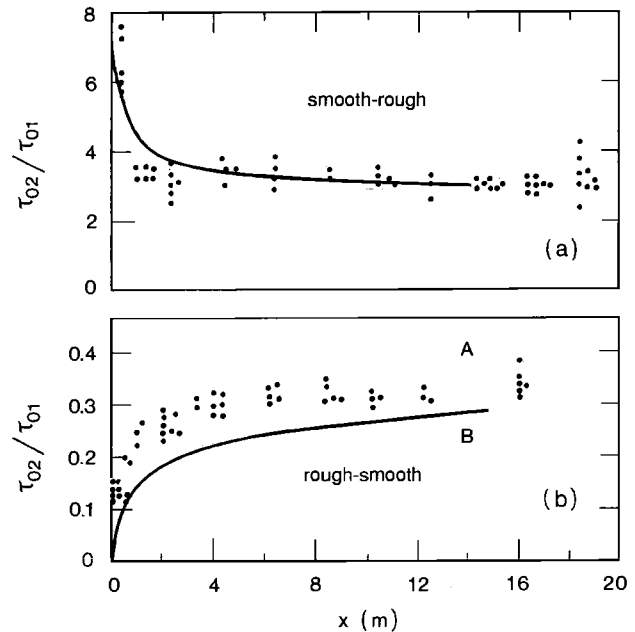 8
6
4
2
0
τ02/τ01
smooth-rough
(a)
0.4
0.3
0.2
0.1
0
τ02/τ01
A
B
rough-smooth
(b)
0 4 8 12 16 20
x (m)